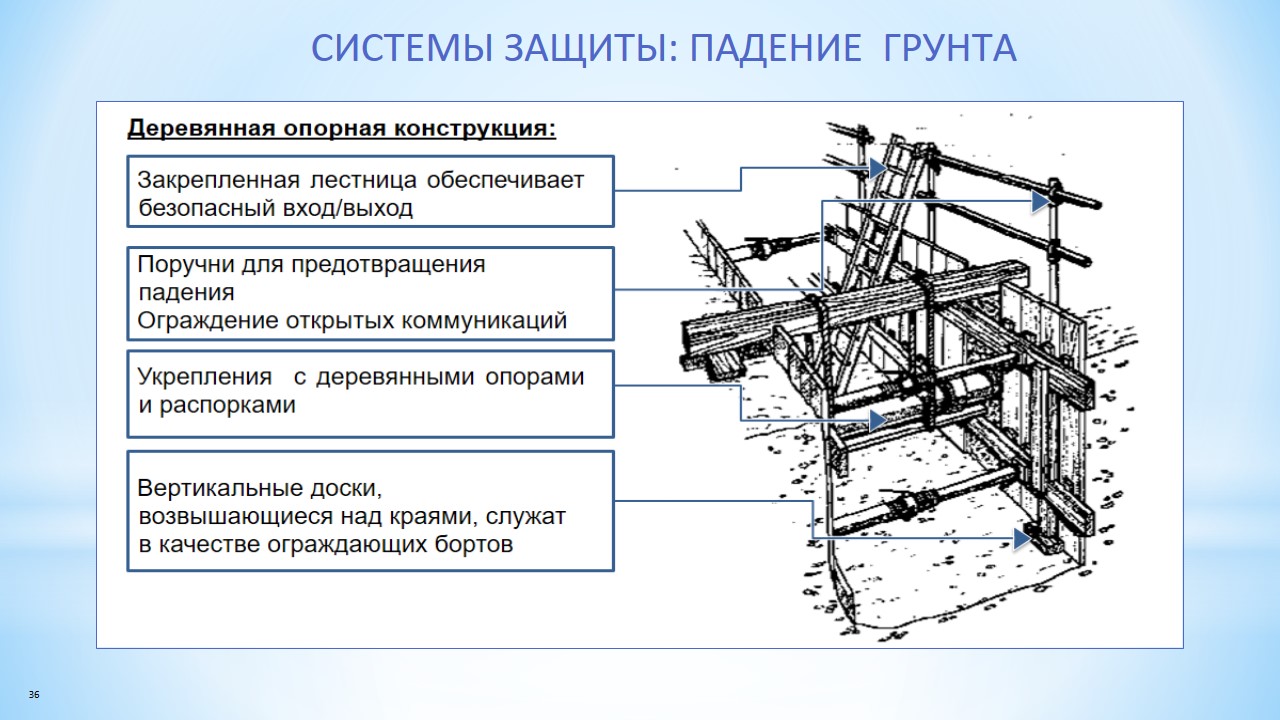 СИСТЕМЫ ЗАЩИТЫ: ПАДЕНИЕ ГРУНТА
Деревянная опорная конструкция:
Закрепленная лестница обеспечивает
безопасный вход/выход
Поручни для предотвращения
падения
Ограждение открытых коммуникаций
Укрепления с деревянными опорами
и распорками
Вертикальные доски,
возвышающиеся над краями, служат
в качестве ограждающих бортов
36